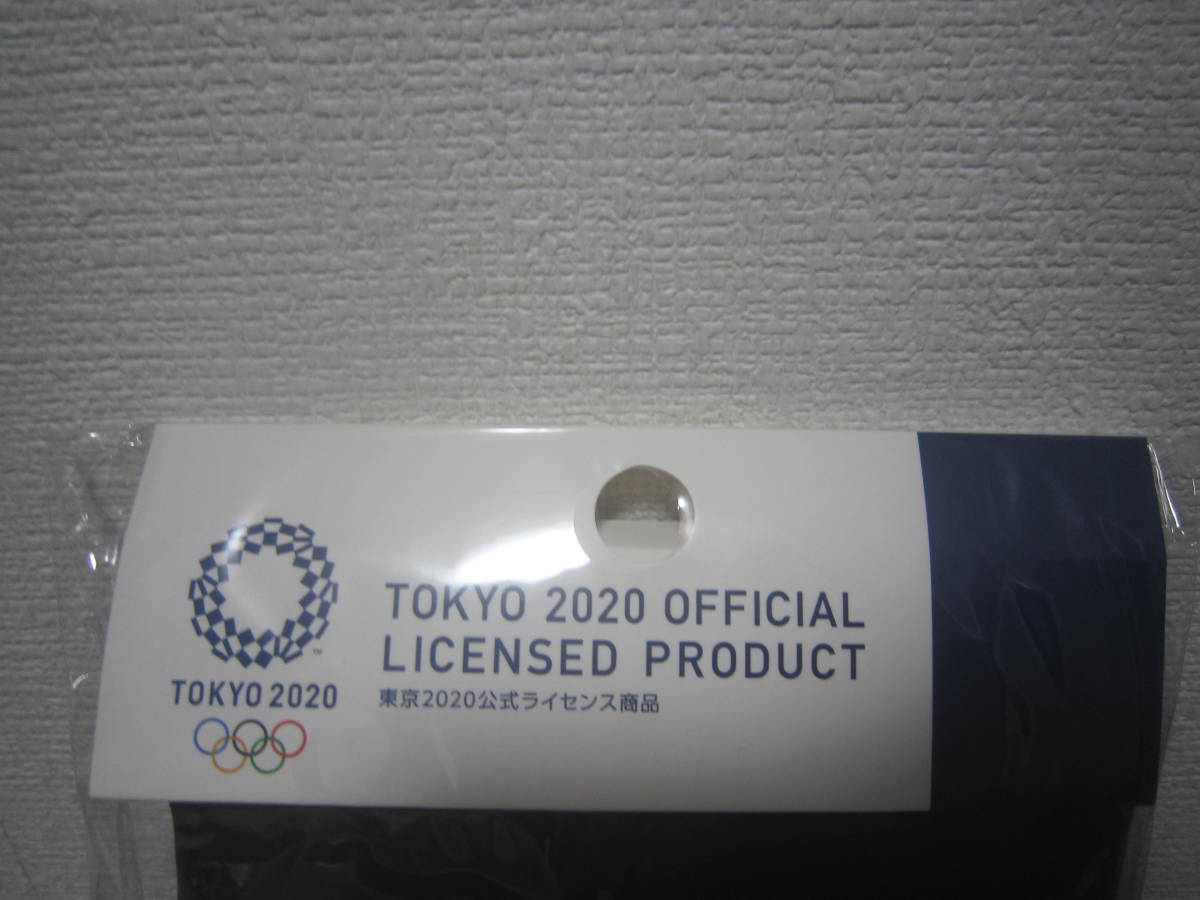 TOKYO 2020 OFFICIAL
LICENSED PRODUCT
東京2020公式ライセンス商品
TM
TOKYO 2020